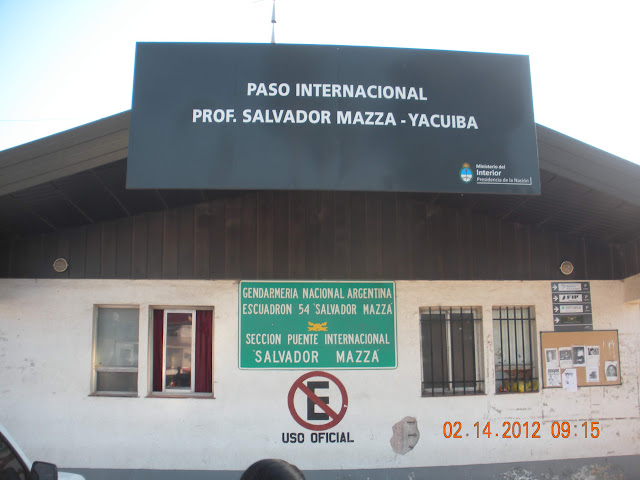 PASO INTERNACIONAL
PROF. SALVADOR MAZZA - YACUIBA
Ministerio del
Interior
Presidencia de la Nación
GENDARMERIA NACIONAL ARGENTINA
ESCUADRON 54 "SALVADOR MAZZA"
SECCION PUENTE INTERNACIONAL
"SALVADOR MAZZA"
E
USO OFICIAL
02.14.2012 09:15